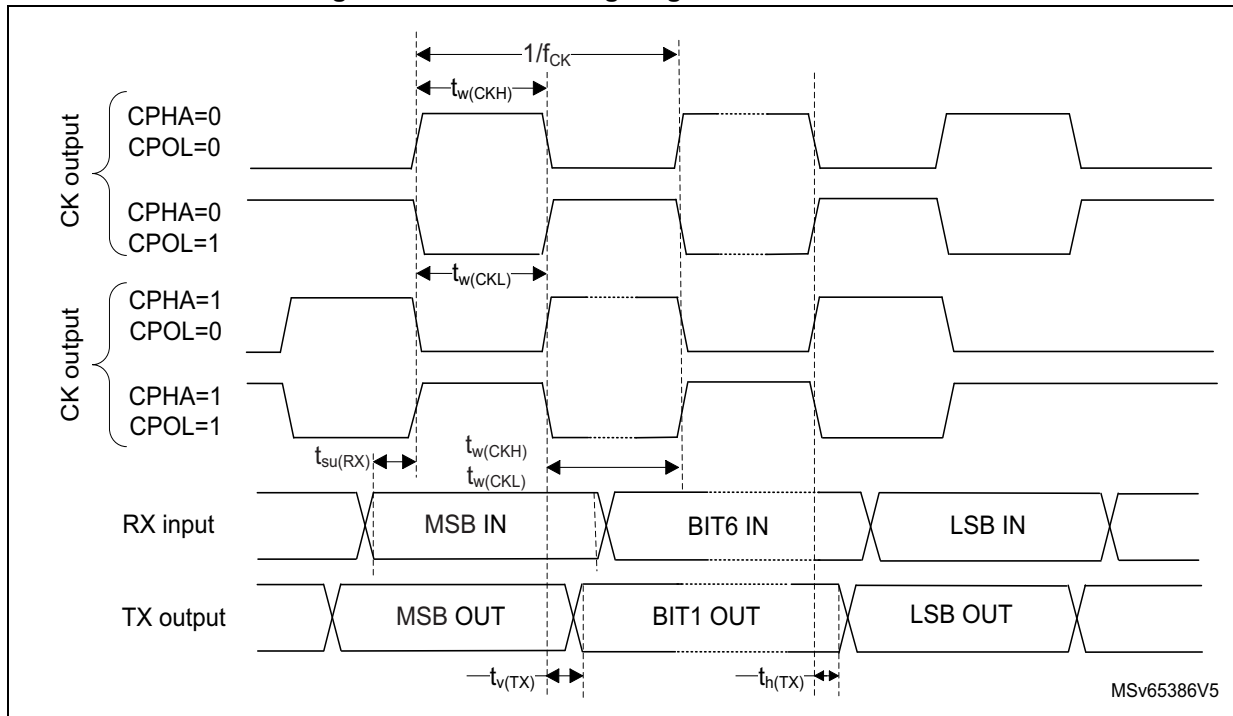 1/fCK
tw(CKH)
CK output
CPHA=0
CPOL=0
CPHA=0
CPOL=1
tw(CKL)
CK output
CPHA=1
CPOL=0
CPHA=1
CPOL=1
tsu(RX)
tw(CKH)
tw(CKL)
RX input
MSB IN
BIT6 IN
LSB IN
TX output
MSB OUT
BIT1 OUT
LSB OUT
tv(TX)
th(TX)
MSv65386V5